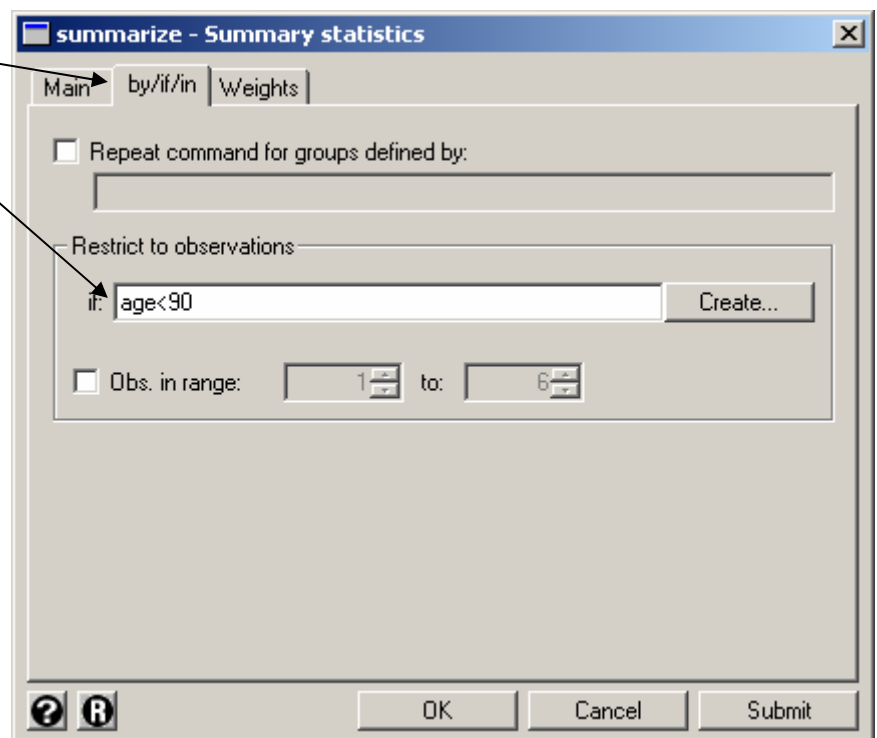 summarize - Summary statistics
Main by/if/in Weights
Repeat command for groups defined by:
Restrict to observations
if: age<90 Create...
Obs. in range: 1 to: 6
OK Cancel Submit